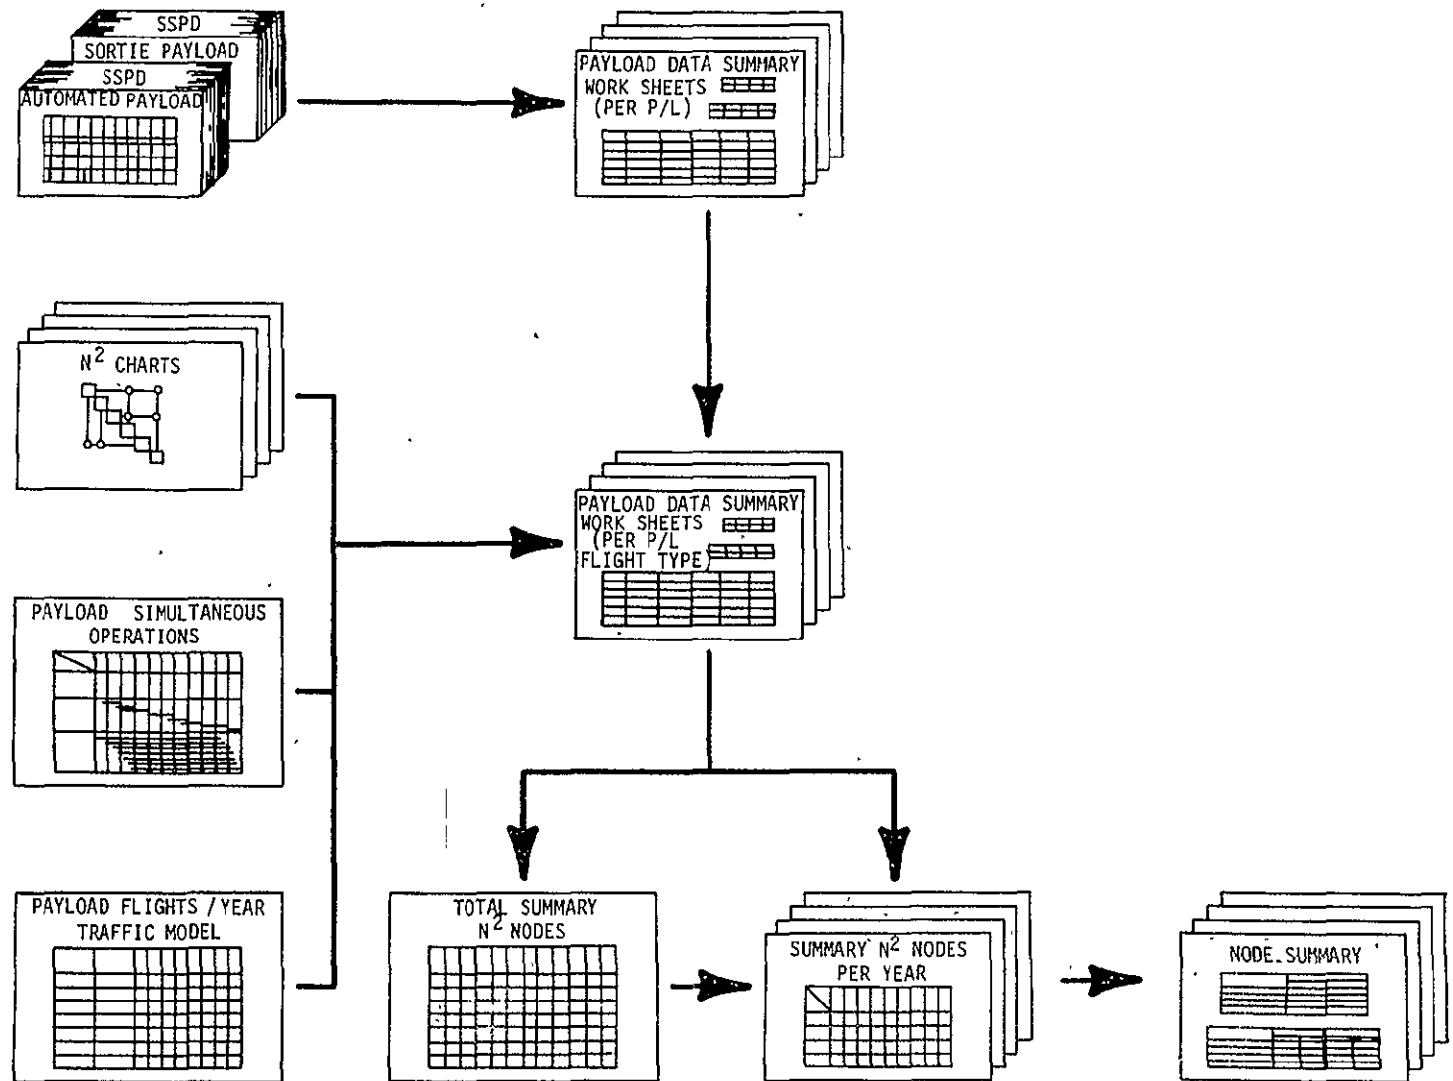 SSPD
SORTIE PAYLOAD
SSPD
AUTOMATED PAYLOAD
PAYLOAD DATA SUMMARY
WORK SHEETS
(PER P/L)
N² CHARTS
PAYLOAD DATA SUMMARY
WORK SHEETS
(PER P/L
FLIGHT TYPE)
PAYLOAD SIMULTANEOUS
OPERATIONS
PAYLOAD FLIGHTS / YEAR
TRAFFIC MODEL
TOTAL SUMMARY
N² NODES
SUMMARY N² NODES
PER YEAR
NODE SUMMARY